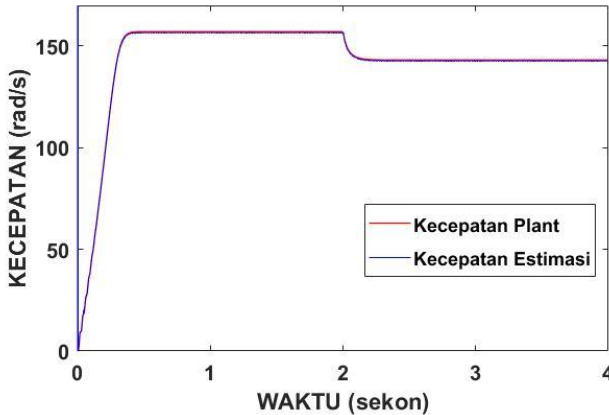 KECEPATAN (rad/s)
150
100
50
0
Kecepatan Plant
Kecepatan Estimasi
0 1 2 3 4
WAKTU (sekon)